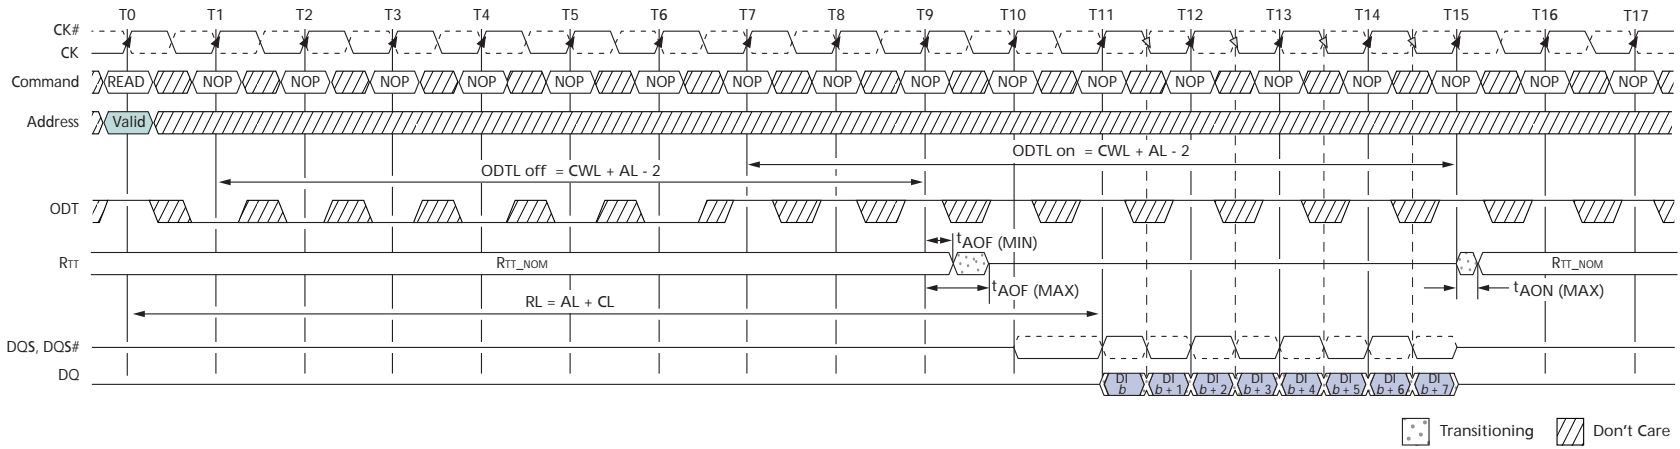 T0 T1 T2 T3 T4 T5 T6 T7 T8 T9 T10 T11 T12 T13 T14 T15 T16 T17
CK#
CK
Command READ NOP NOP NOP NOP NOP NOP NOP NOP NOP NOP NOP NOP NOP NOP NOP NOP NOP
Address Valid
ODTL on = CWL + AL - 2
ODTL off = CWL + AL - 2
ODT
tAOF (MIN)
RTT RTT_NOM RTT_NOM
tAOF (MAX) tAON (MAX)
RL = AL + CL
DQS, DQS#
DQ DI b DI b + 1 DI b + 2 DI b + 3 DI b + 4 DI b + 5 DI b + 6 DI b + 7
Transitioning Don't Care